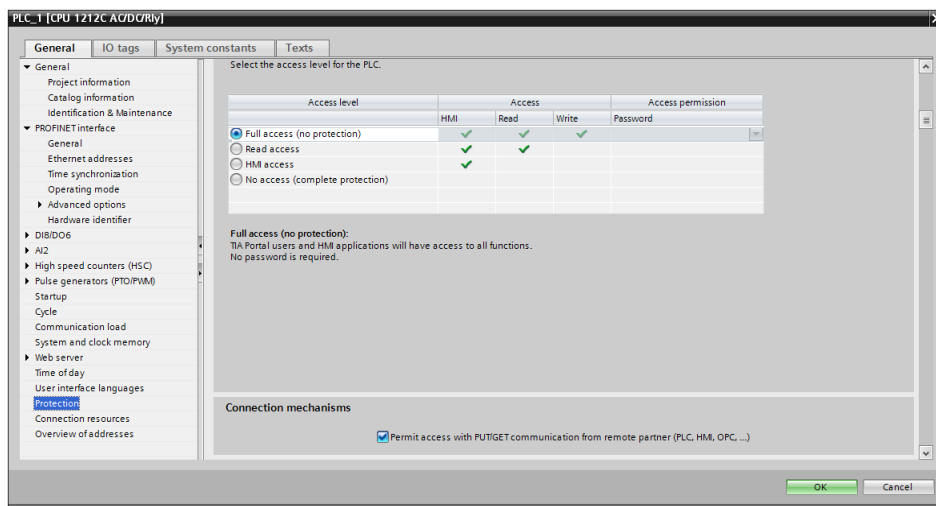 PLC_1 [CPU 1212C AC/DC/Rly]
General IO tags System constants Texts
General
Project information
Catalog information
Identification & Maintenance
PROFINET interface
General
Ethernet addresses
Time synchronization
Operating mode
Advanced options
Hardware identifier
DI8/DO6
AI2
High speed counters (HSC)
Pulse generators (PTO/PWM)
Startup
Cycle
Communication load
System and clock memory
Web server
Time of day
User interface languages
Protection
Connection resources
Overview of addresses
Select the access level for the PLC.
Access level Access Access permission
HMI Read Write Password
Full access (no protection)
Read access
HMI access
No access (complete protection)
Full access (no protection):
TIA Portal users and HMI applications will have access to all functions.
No password is required.
Connection mechanisms
Permit access with PUT/GET communication from remote partner (PLC, HMI, OPC, ...)
OK Cancel